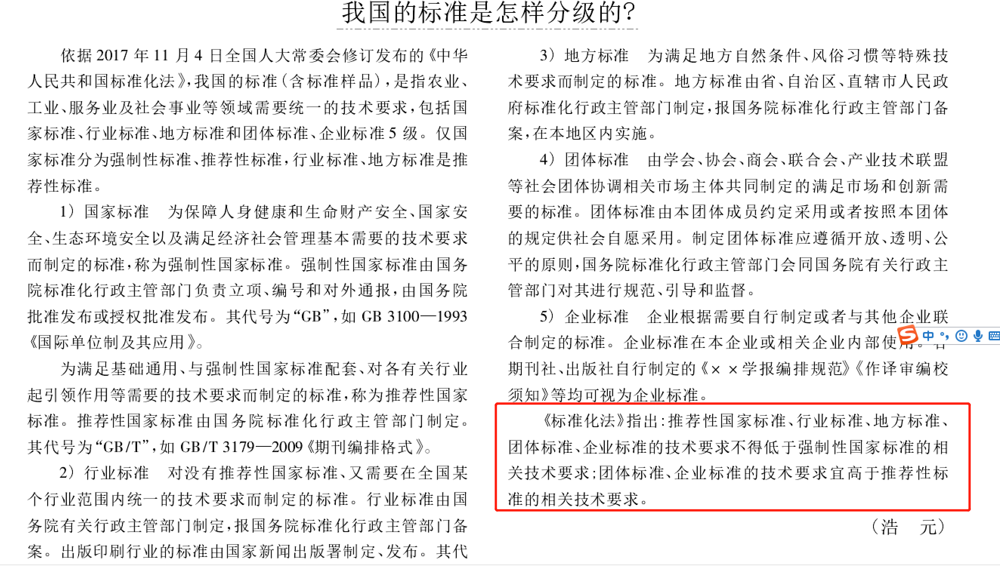 我国的标准是怎样分级的?
依据 2017 年 11 月 4 日全国人大常委会修订发布的《中华
人民共和国标准化法》,我国的标准(含标准样品),是指农业、
工业、服务业及社会事业等领域需要统一的技术要求,包括国
家标准、行业标准、地方标准和团体标准、企业标准 5 级。仅国
家标准分为强制性标准、推荐性标准,行业标准、地方标准是推
荐性标准。
1) 国家标准 为保障人身健康和生命财产安全、国家安
全、生态环境安全以及满足经济社会管理基本需要的技术要求
而制定的标准,称为强制性国家标准。强制性国家标准由国务
院标准化行政主管部门负责立项、编号和对外通报,由国务院
批准发布或授权批准发布。其代号为“GB”,如 GB 3100—1993
《国际单位制及其应用》。
为满足基础通用、与强制性国家标准配套、对各有关行业
起引领作用等需要的技术要求而制定的标准,称为推荐性国家
标准。推荐性国家标准由国务院标准化行政主管部门制定。
其代号为“GB/T”,如 GB/T 3179—2009《期刊编排格式》。
2) 行业标准 对没有推荐性国家标准、又需要在全国某
个行业范围内统一的技术要求而制定的标准。行业标准由国
务院有关行政主管部门制定,报国务院标准化行政主管部门备
案。出版印刷行业的标准由国家新闻出版署制定、发布。其代
3) 地方标准 为满足地方自然条件、风俗习惯等特殊技
术要求而制定的标准。地方标准由省、自治区、直辖市人民政
府标准化行政主管部门制定,报国务院标准化行政主管部门备
案,在本地区内实施。
4) 团体标准 由学会、协会、商会、联合会、产业技术联盟
等社会团体协调相关市场主体共同制定的满足市场和创新需
要的标准。团体标准由本团体成员约定采用或者按照本团体
的规定供社会自愿采用。制定团体标准应遵循开放、透明、公
平的原则,国务院标准化行政主管部门会同国务院有关行政主
管部门对其进行规范、引导和监督。
5) 企业标准 企业根据需要自行制定或者与其他企业联
合制定的标准。企业标准在本企业或相关企业内部使用。
中
期刊社、出版社自行制定的《× ×学报编排规范》《作译审编校
须知》等均可视为企业标准。
《标准化法》指出:推荐性国家标准、行业标准、地方标准、
团体标准、企业标准的技术要求不得低于强制性国家标准的相
关技术要求;团体标准、企业标准的技术要求宜高于推荐性标
准的相关技术要求。
(浩 元)